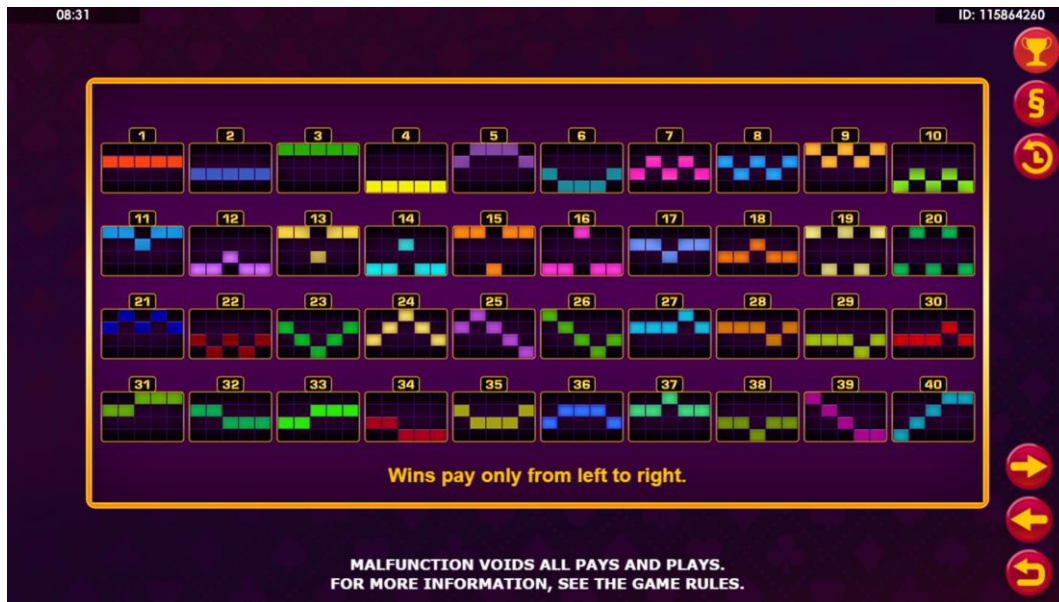 08:31 ID: 115864260
§
1 2 3 4 5 6 7 8 9 10
11 12 13 14 15 16 17 18 19 20
21 22 23 24 25 26 27 28 29 30
31 32 33 34 35 36 37 38 39 40
Wins pay only from left to right.
MALFUNCTION VOIDS ALL PAYS AND PLAYS.
FOR MORE INFORMATION, SEE THE GAME RULES.